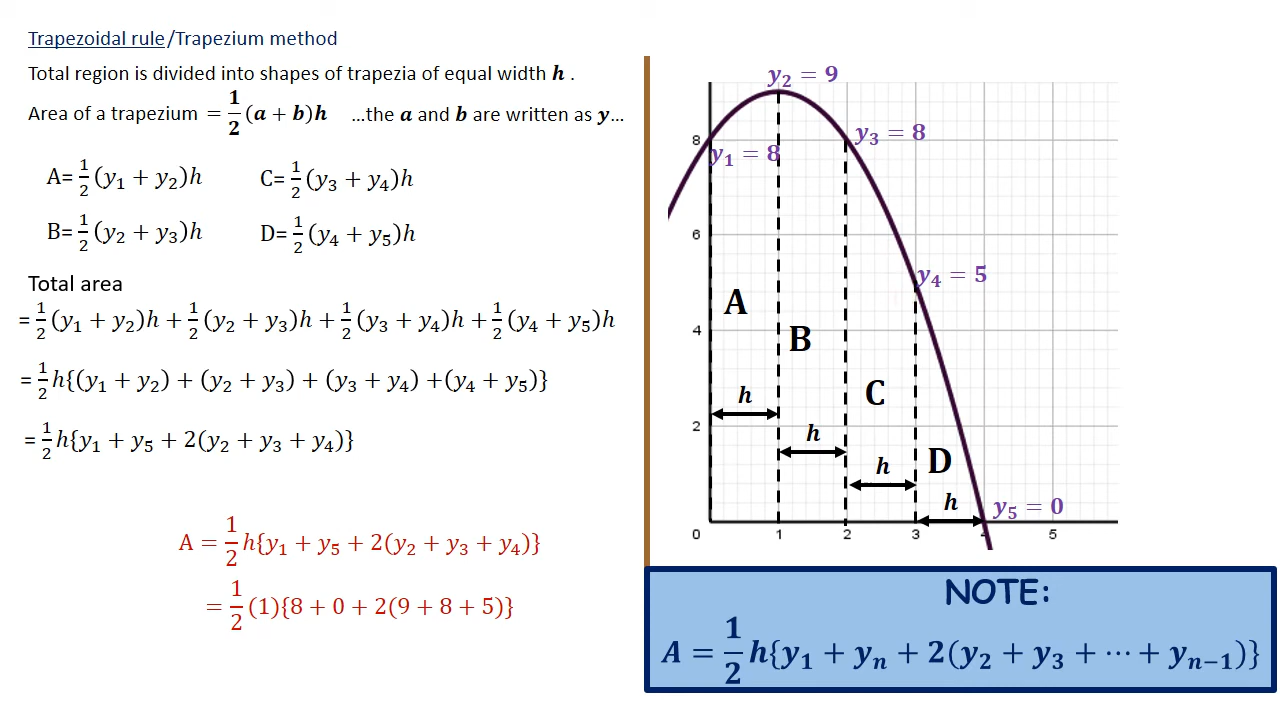 Trapezoidal rule/Trapezium method
Total region is divided into shapes of trapezia of equal width h .
Area of a trapezium = 1/2 (a + b)h …the a and b are written as y…
A= 1/2 (y₁ + y₂)h
C= 1/2 (y₃ + y₄)h
B= 1/2 (y₂ + y₃)h
D= 1/2 (y₄ + y₅)h
Total area
= 1/2 (y₁ + y₂)h + 1/2 (y₂ + y₃)h + 1/2 (y₃ + y₄)h + 1/2 (y₄ + y₅)h
= 1/2 h{(y₁ + y₂) + (y₂ + y₃) + (y₃ + y₄) +(y₄ + y₅)}
= 1/2 h{y₁ + y₅ + 2(y₂ + y₃ + y₄)}
A = 1/2 h{y₁ + y₅ + 2(y₂ + y₃ + y₄)}
= 1/2 (1){8 + 0 + 2(9 + 8 + 5)}
y₂ = 9
y₃ = 8
8
y₁ = 8
6
y₄ = 5
A
4
B
h
C
2
h
h
D
h
y₅ = 0
0 1 2 3 5
NOTE:
A = 1/2 h{y₁ + yₙ + 2(y₂ + y₃ + ⋯ + yₙ₋₁)}